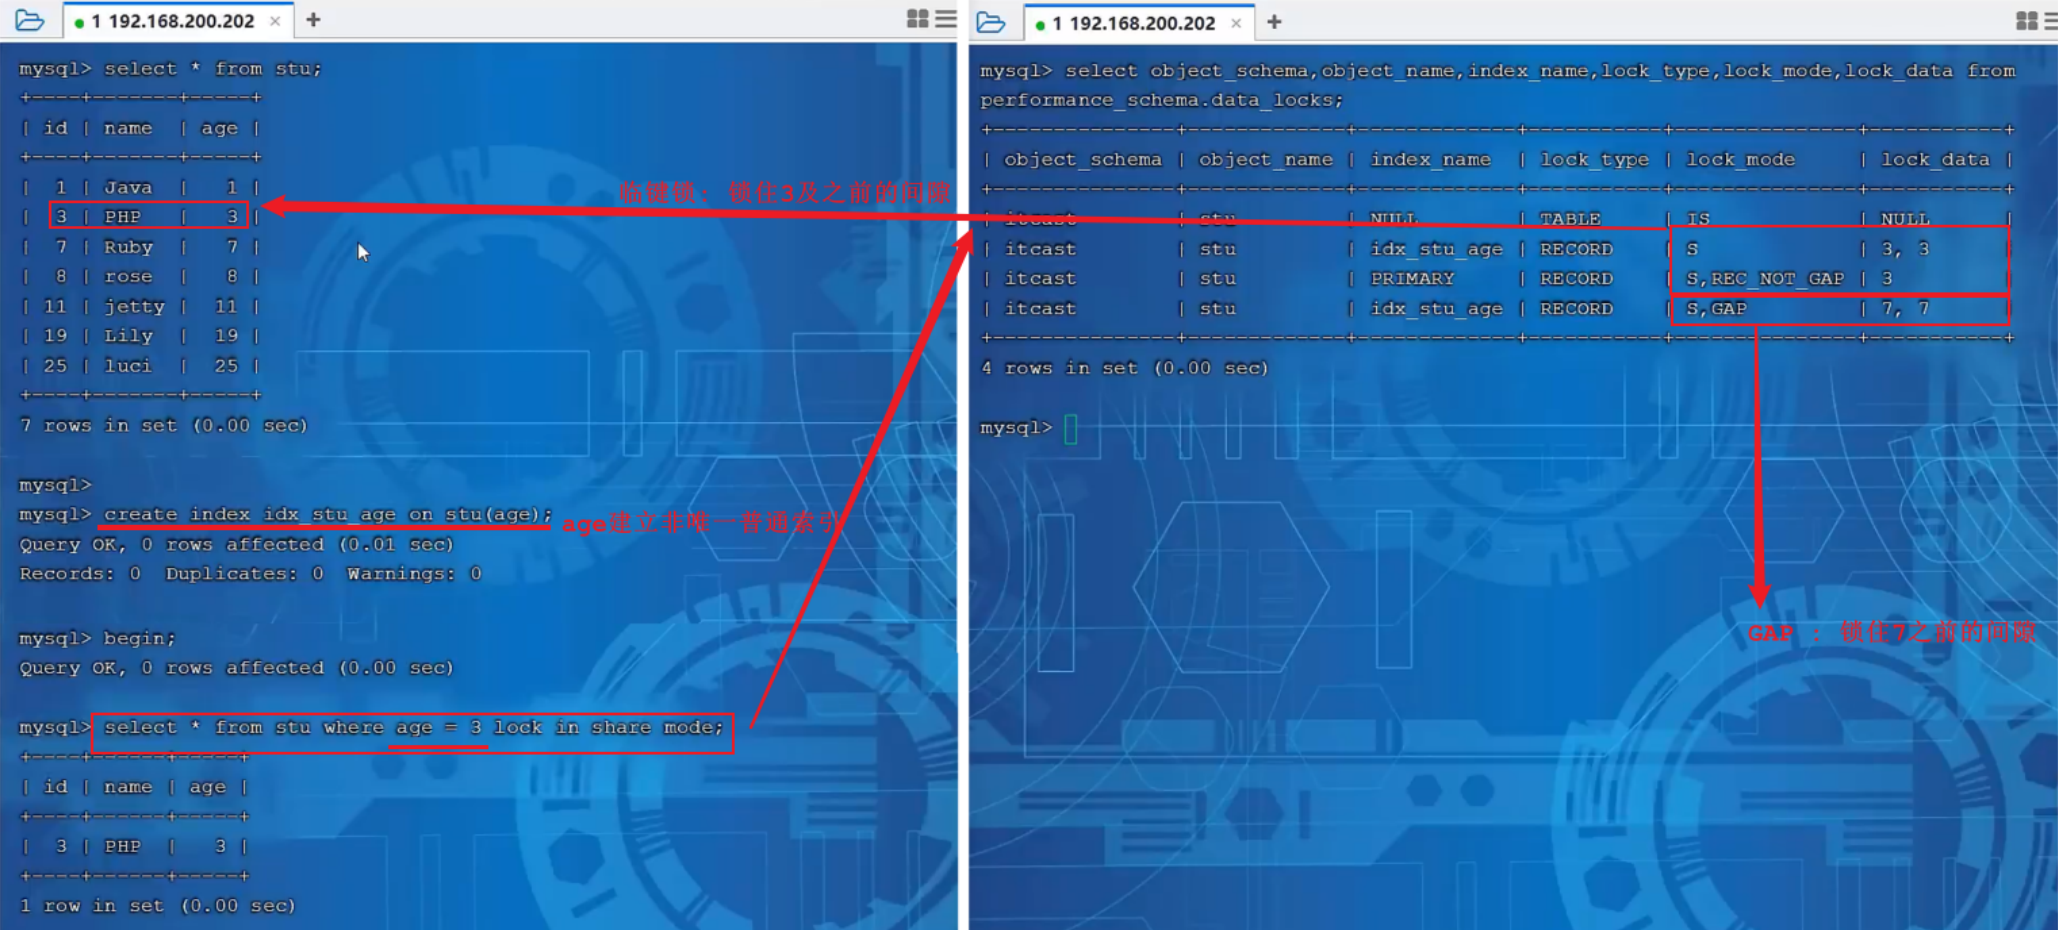 1 192.168.200.202 × +
mysql> select * from stu;
+----+-------+-----+
| id | name  | age |
+----+-------+-----+
|  1 | Java  |   1 |
|  3 | PHP   |   3 |
|  7 | Ruby  |   7 |
|  8 | rose  |   8 |
| 11 | jetty |  11 |
| 19 | Lily  |  19 |
| 25 | luci  |  25 |
+----+-------+-----+
7 rows in set (0.00 sec)
mysql>
mysql> create index idx_stu_age on stu(age);
age建立非唯一普通索引
Query OK, 0 rows affected (0.01 sec)
Records: 0  Duplicates: 0  Warnings: 0
mysql> begin;
Query OK, 0 rows affected (0.00 sec)
mysql> select * from stu where age = 3 lock in share mode;
+----+------+-----+
| id | name | age |
+----+------+-----+
|  3 | PHP  |   3 |
+----+------+-----+
1 row in set (0.00 sec)
临键锁: 锁住3及之前的间隙
1 192.168.200.202 × +
mysql> select object_schema,object_name,index_name,lock_type,lock_mode,lock_data from
performance_schema.data_locks;
+---------------+-------------+-------------+-----------+---------------+-----------+
| object_schema | object_name | index_name  | lock_type | lock_mode     | lock_data |
+---------------+-------------+-------------+-----------+---------------+-----------+
| itcast        | stu         | NULL        | TABLE     | IS            | NULL      |
| itcast        | stu         | idx_stu_age | RECORD    | S             | 3, 3      |
| itcast        | stu         | PRIMARY     | RECORD    | S,REC_NOT_GAP | 3         |
| itcast        | stu         | idx_stu_age | RECORD    | S,GAP         | 7, 7      |
+---------------+-------------+-------------+-----------+---------------+-----------+
4 rows in set (0.00 sec)
mysql>
GAP : 锁住7之前的间隙